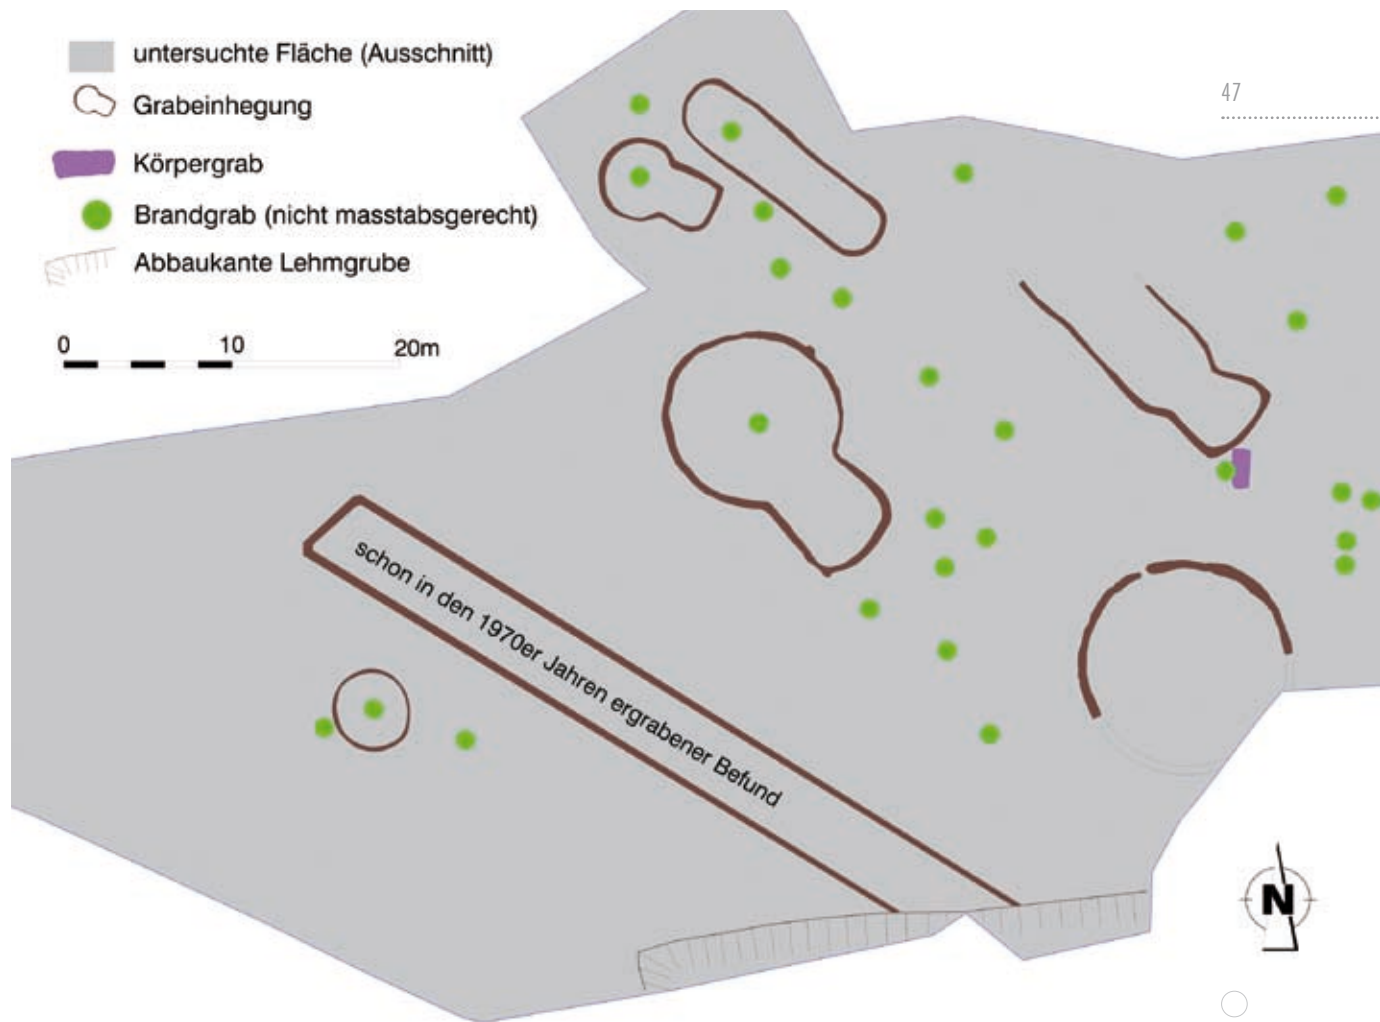 untersuchte Fläche (Ausschnitt)
Grabeinhegung
Körpergrab
Brandgrab (nicht masstabsgerecht)
Abbaukante Lehmgrube
0 10 20m
47
schon in den 1970er Jahren ergrabener Befund
N